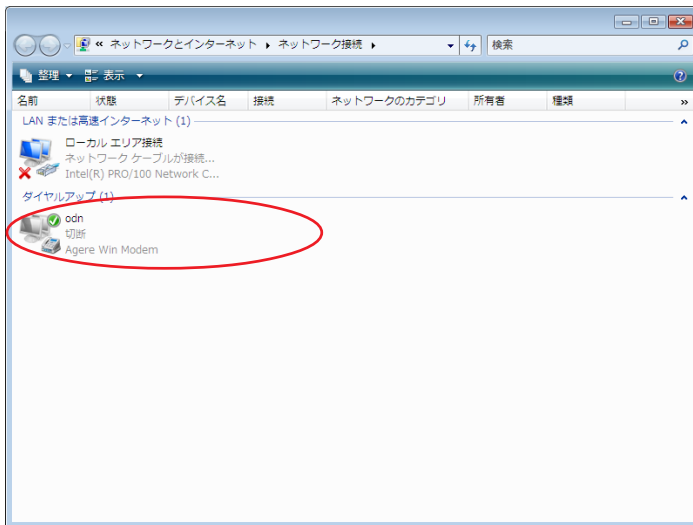 « ネットワークとインターネット ▸ ネットワーク接続 ▸ 検索
整理 表示
名前 状態 デバイス名 接続 ネットワークのカテゴリ 所有者 種類 »
LAN または高速インターネット (1)
ローカル エリア接続
ネットワーク ケーブルが接続...
Intel(R) PRO/100 Network C...
ダイヤルアップ (1)
odn
切断
Agere Win Modem